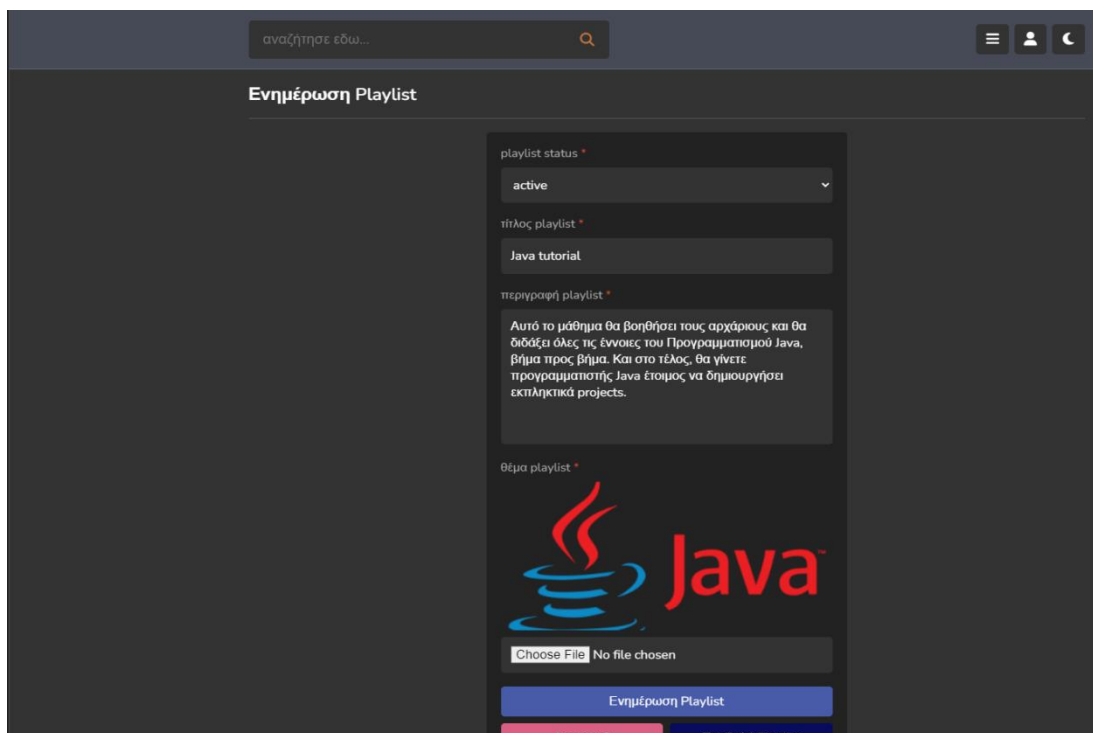 αναζήτησε εδω...
Ενημέρωση Playlist
playlist status *
active
τίτλος playlist *
Java tutorial
περιγραφή playlist *
Αυτό το μάθημα θα βοηθήσει τους αρχάριους και θα
διδάξει όλες τις έννοιες του Προγραμματισμού Java,
βήμα προς βήμα. Και στο τέλος, θα γίνετε
προγραμματιστής Java έτοιμος να δημιουργήσει
εκπληκτικά projects.
θέμα playlist *
Java™
Choose File No file chosen
Ενημέρωση Playlist